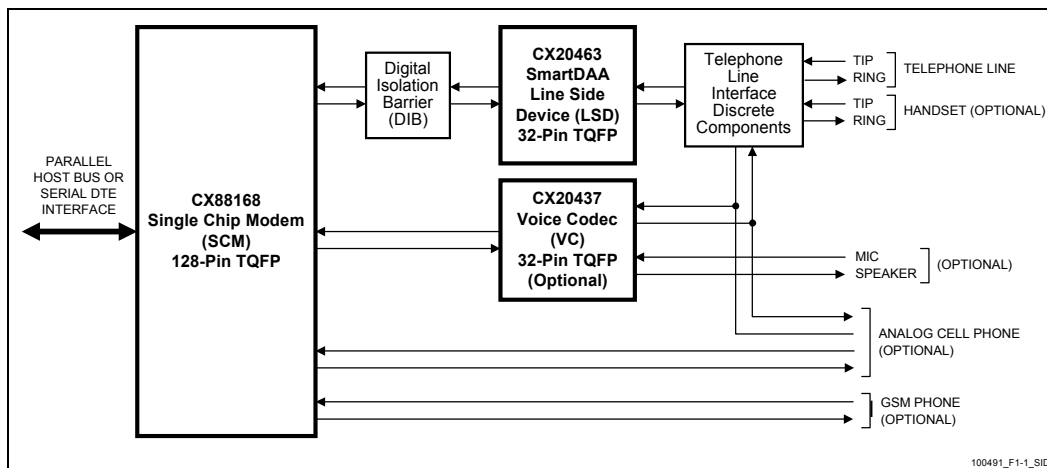 PARALLEL
HOST BUS OR
SERIAL DTE
INTERFACE
CX88168
Single Chip Modem
(SCM)
128-Pin TQFP
Digital
Isolation
Barrier
(DIB)
CX20463
SmartDAA
Line Side
Device (LSD)
32-Pin TQFP
Telephone
Line
Interface
Discrete
Components
TIP
RING
TELEPHONE LINE
TIP
RING
HANDSET (OPTIONAL)
CX20437
Voice Codec
(VC)
32-Pin TQFP
(Optional)
MIC
SPEAKER
(OPTIONAL)
ANALOG CELL PHONE
(OPTIONAL)
GSM PHONE
(OPTIONAL)
100491_F1-1_SID